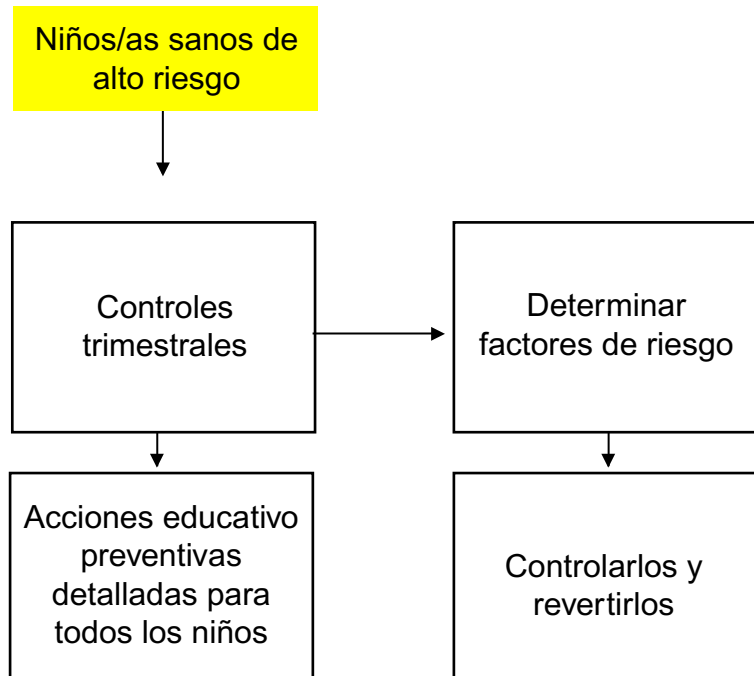 Niños/as sanos de
alto riesgo
Controles
trimestrales
Determinar
factores de riesgo
Acciones educativo
preventivas
detalladas para
todos los niños
Controlarlos y
revertirlos